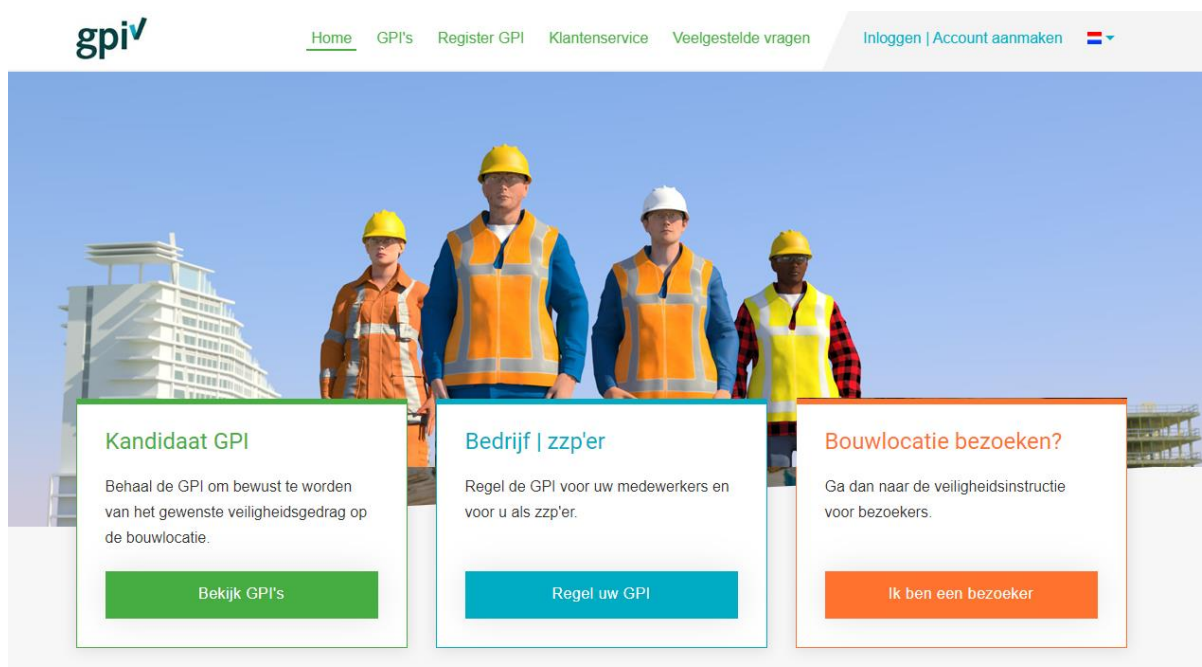 gpi
Home GPI's Register GPI Klantenservice Veelgestelde vragen Inloggen | Account aanmaken
Kandidaat GPI
Behaal de GPI om bewust te worden
van het gewenste veiligheidsgedrag op
de bouwlocatie.
Bekijk GPI's
Bedrijf | zzp'er
Regel de GPI voor uw medewerkers en
voor u als zzp'er.
Regel uw GPI
Bouwlocatie bezoeken?
Ga dan naar de veiligheidsinstructie
voor bezoekers.
Ik ben een bezoeker